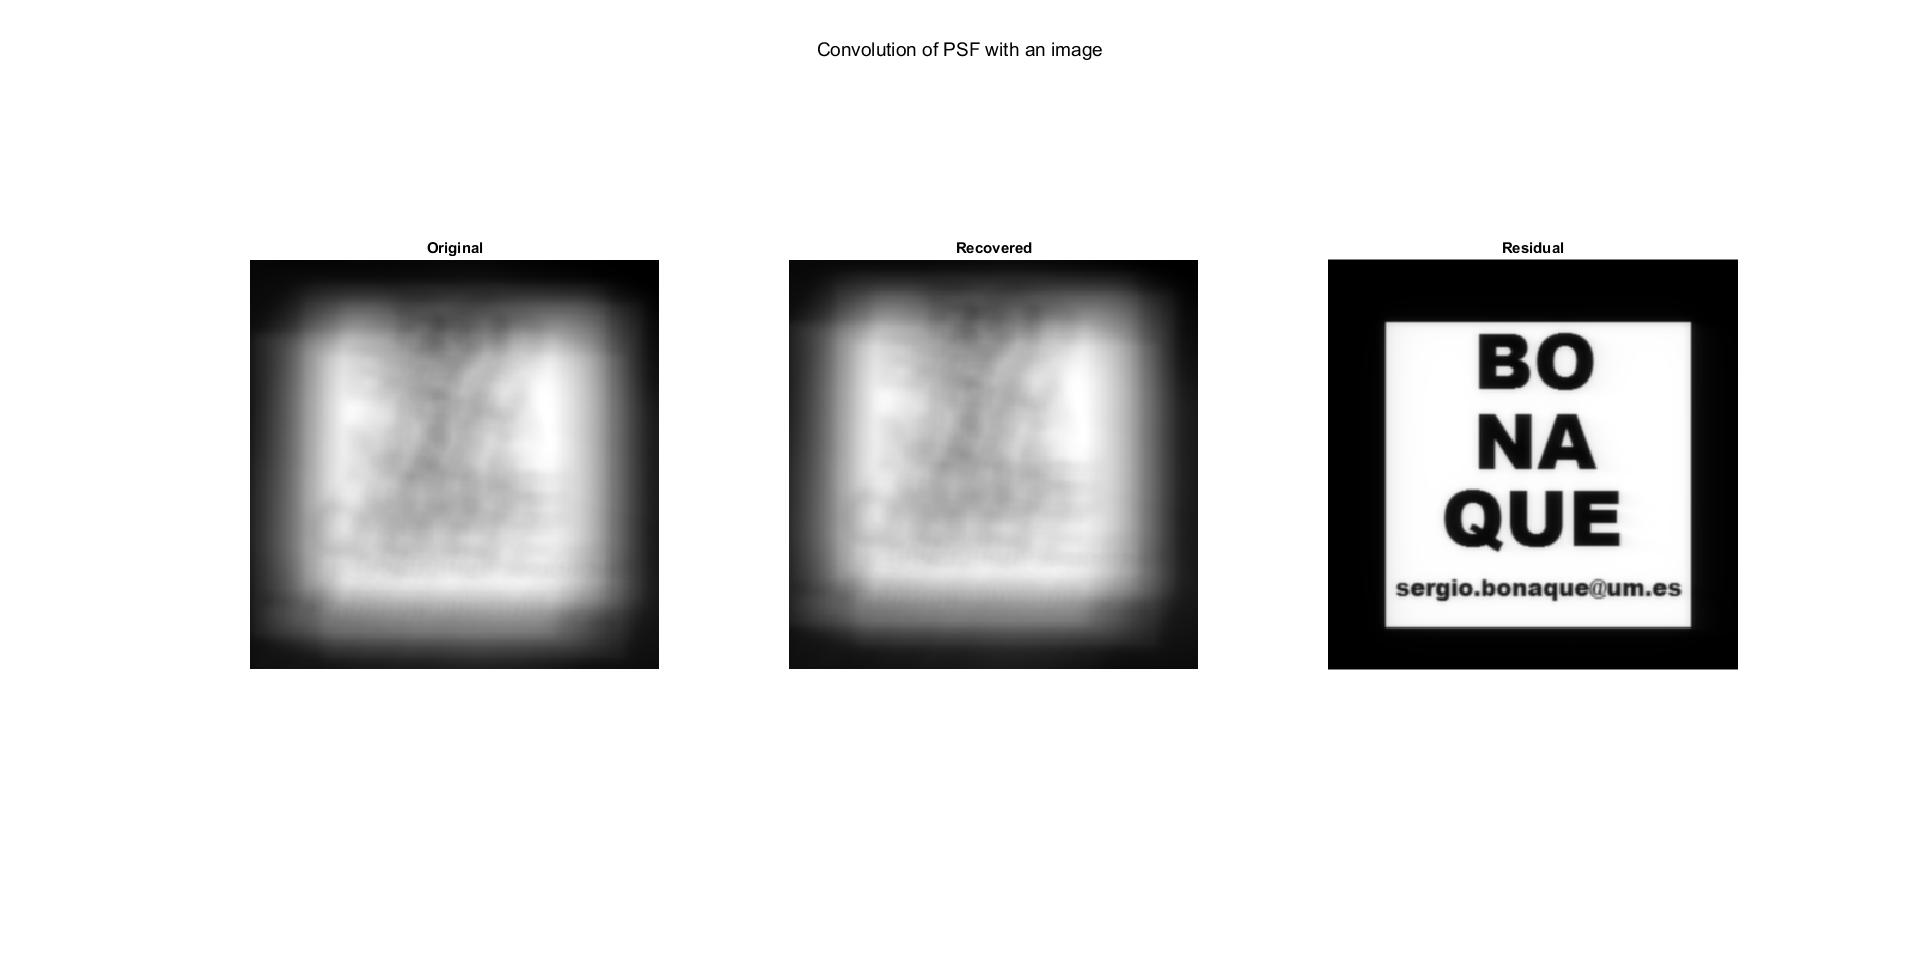 Convolution of PSF with an image
Original
Recovered
Residual
BO
NA
QUE
sergio.bonaque@um.es